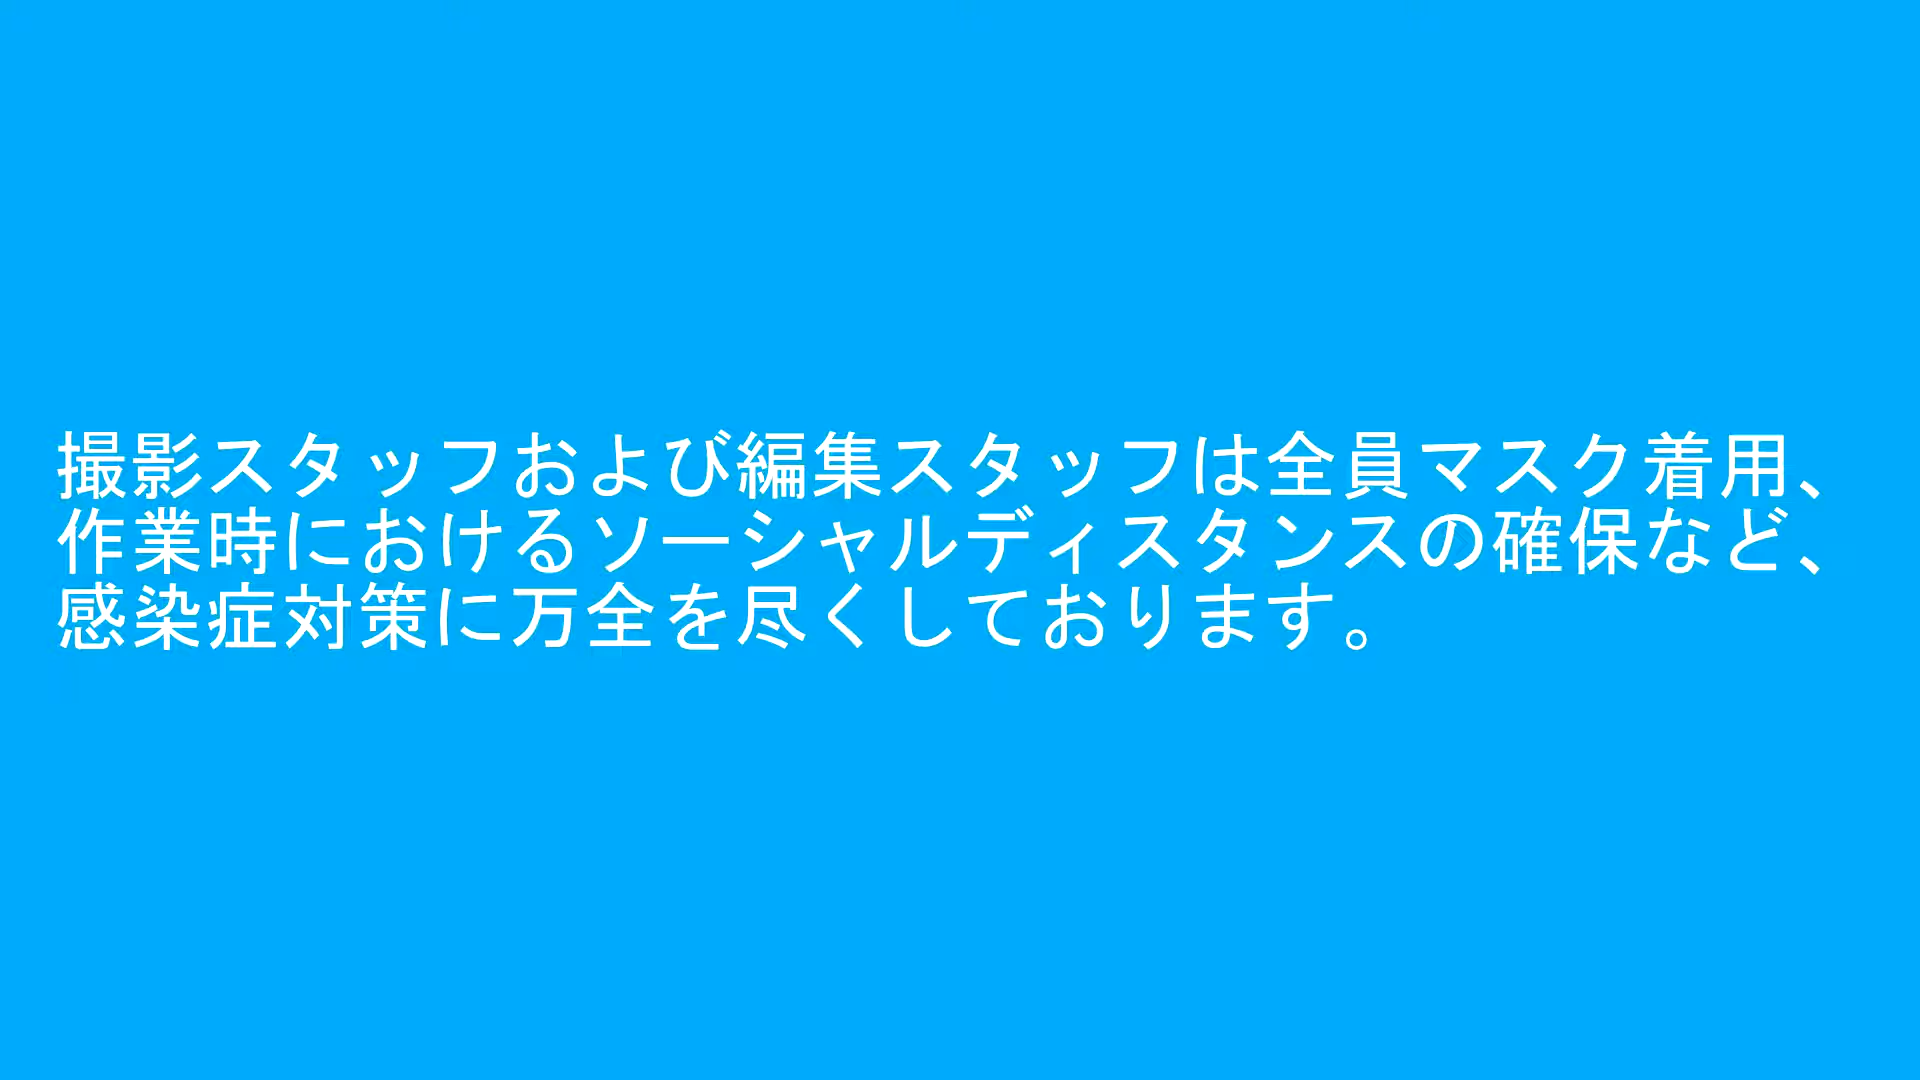 撮影スタッフおよび編集スタッフは全員マスク着用、
作業時におけるソーシャルディスタンスの確保など、
感染症対策に万全を尽くしております。